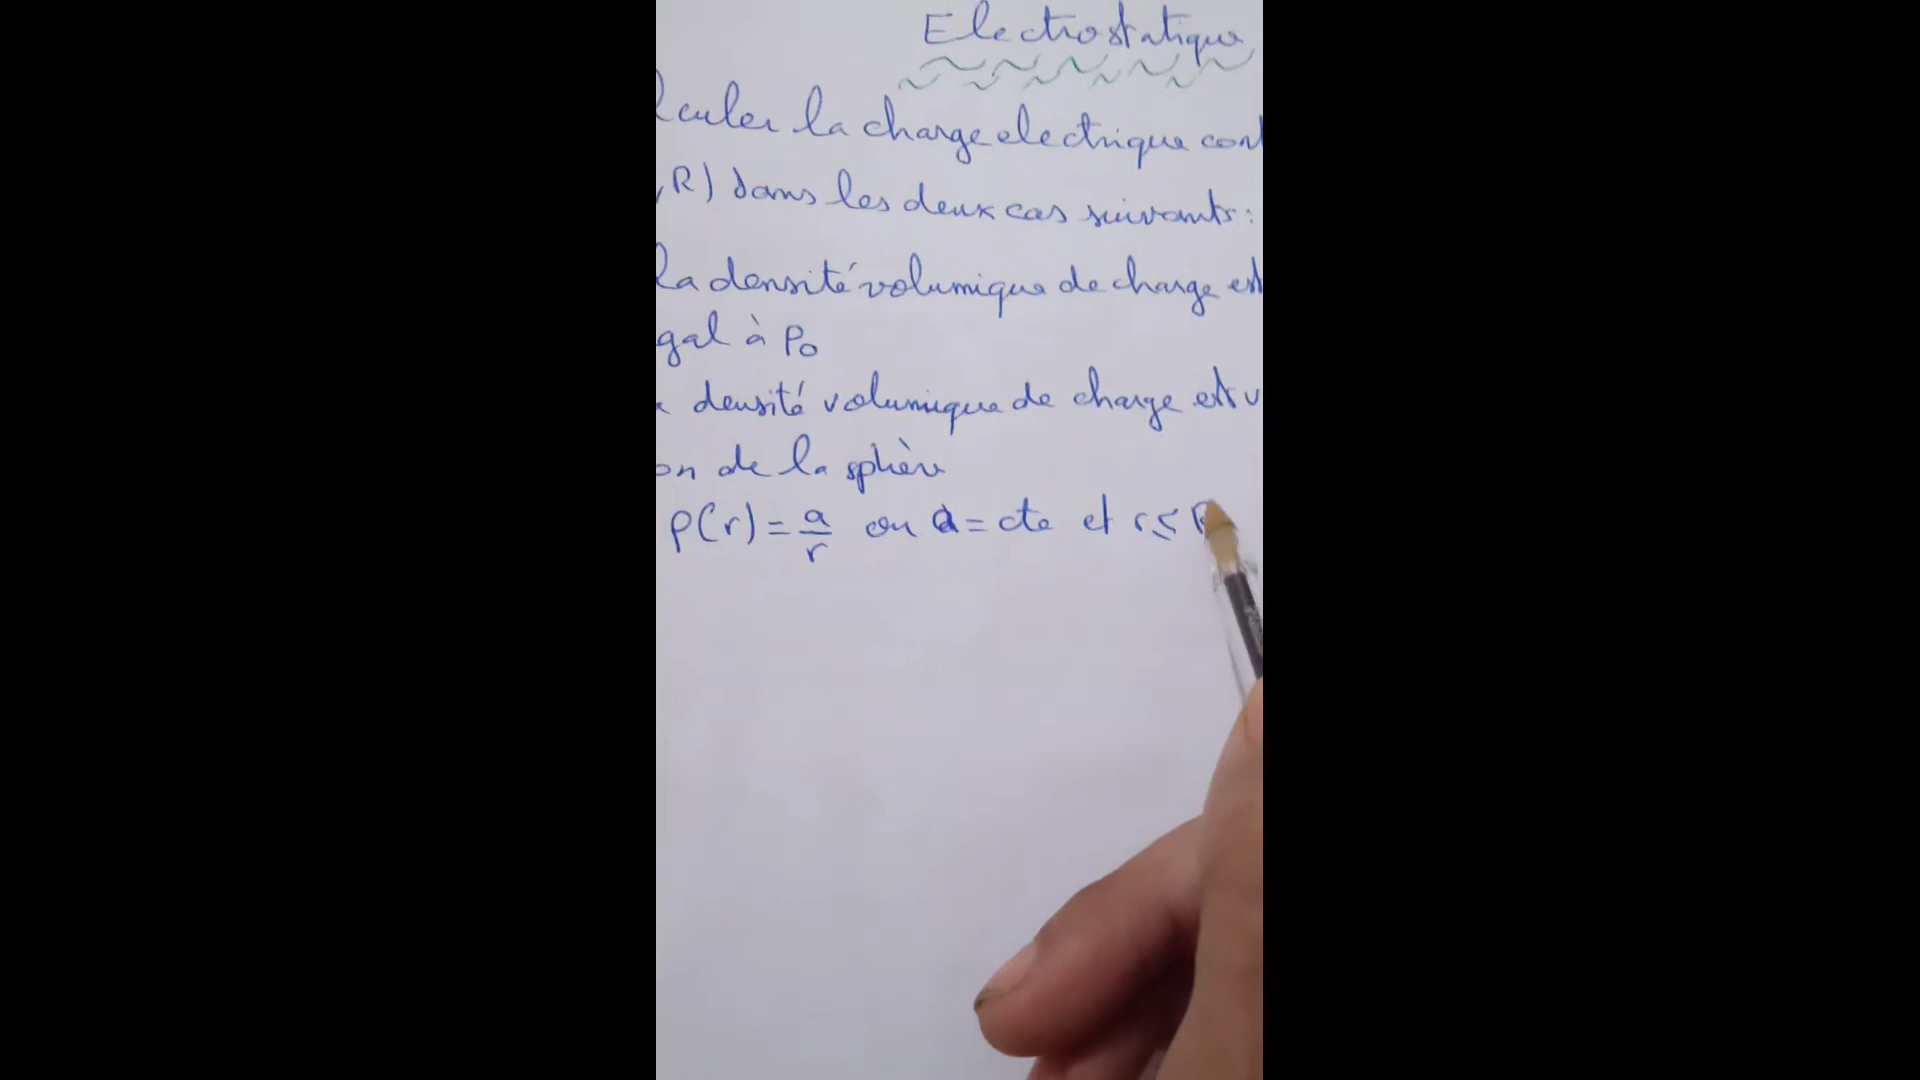 Electrostatique
lculer la charge electrique cont
,R) dans les deux cas suivants :
la densité volumique de charge est
gal à ρ0
densité volumique de charge est v
on de la sphère
ρ(r) = a/r ou a = cte et r ≤ R